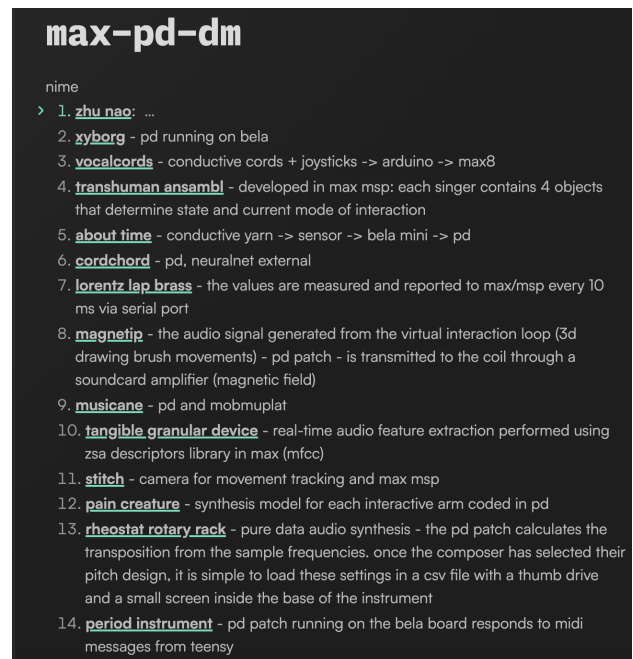 max-pd-dm
nime
1. zhu nao: ...
2. xyborg - pd running on bela
3. vocalcords - conductive cords + joysticks -> arduino -> max8
4. transhuman ansambl - developed in max msp: each singer contains 4 objects
that determine state and current mode of interaction
5. about time - conductive yarn -> sensor -> bela mini -> pd
6. cordchord - pd, neuralnet external
7. lorentz lap brass - the values are measured and reported to max/msp every 10
ms via serial port
8. magnetip - the audio signal generated from the virtual interaction loop (3d
drawing brush movements) - pd patch - is transmitted to the coil through a
soundcard amplifier (magnetic field)
9. musicane - pd and mobmuplat
10. tangible granular device - real-time audio feature extraction performed using
zsa descriptors library in max (mfcc)
11. stitch - camera for movement tracking and max msp
12. pain creature - synthesis model for each interactive arm coded in pd
13. rheostat rotary rack - pure data audio synthesis - the pd patch calculates the
transposition from the sample frequencies. once the composer has selected their
pitch design, it is simple to load these settings in a csv file with a thumb drive
and a small screen inside the base of the instrument
14. period instrument - pd patch running on the bela board responds to midi
messages from teensy